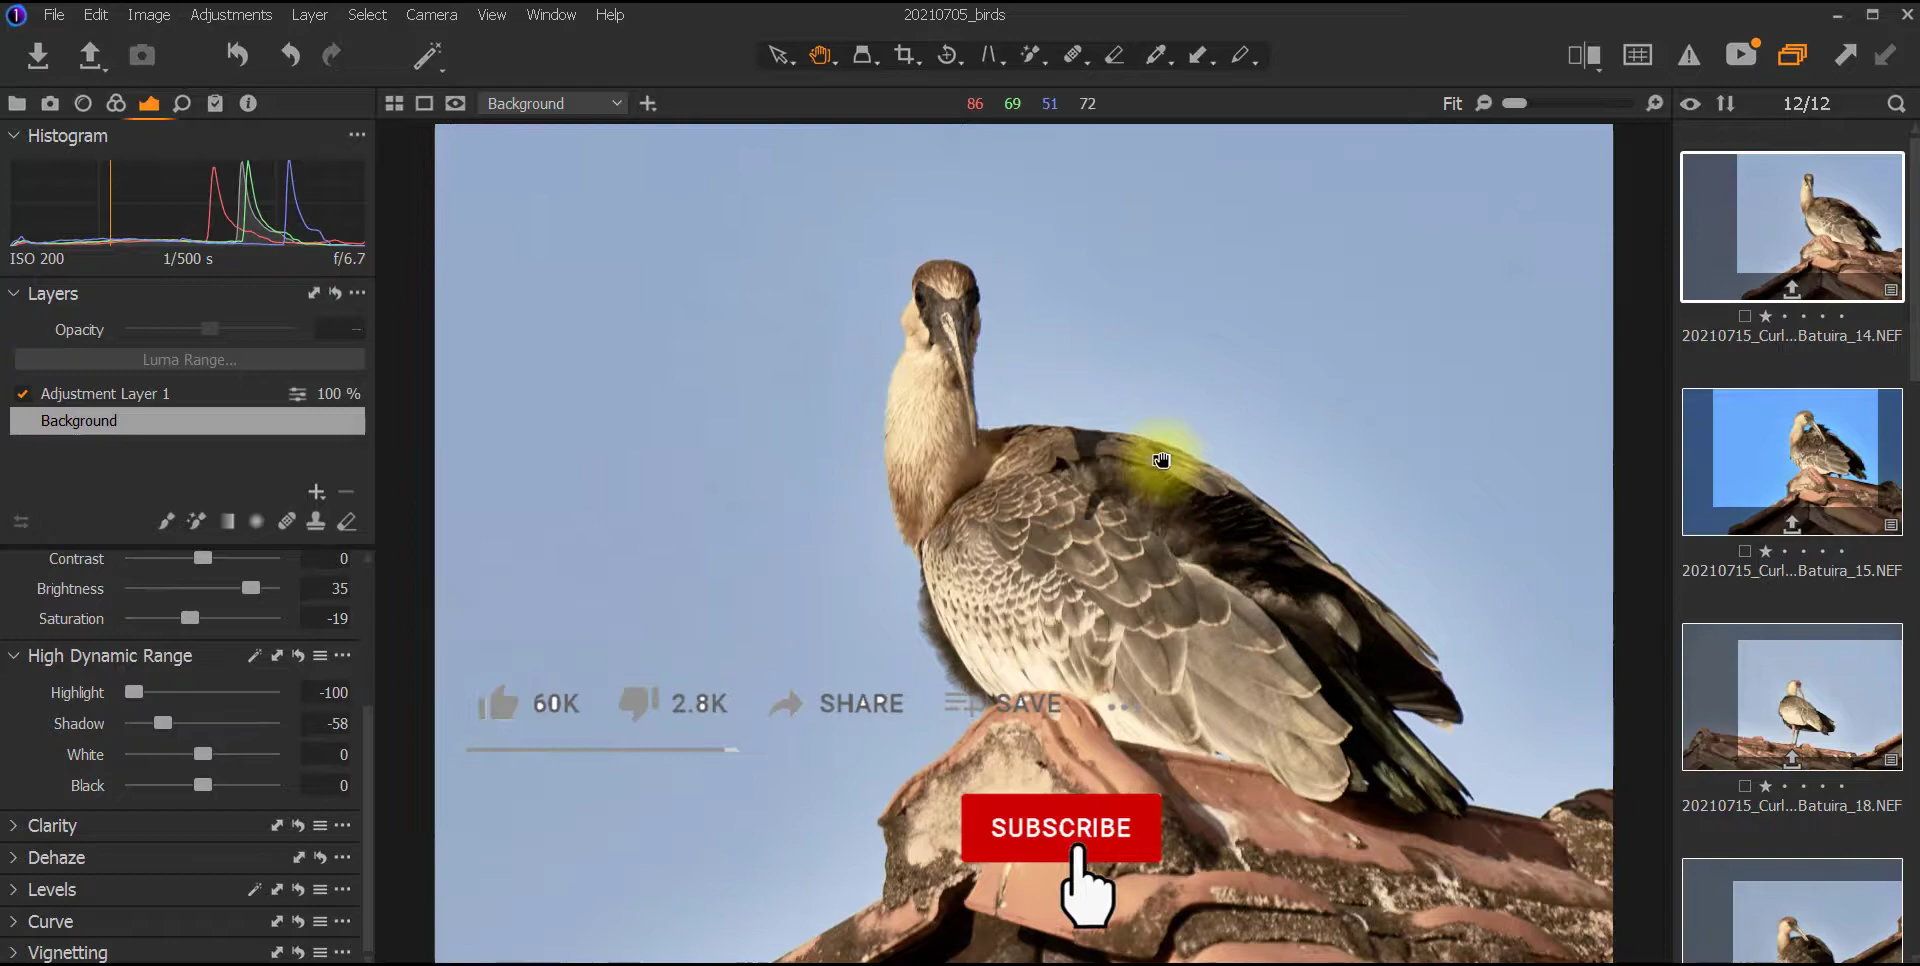 File Edit Image Adjustments Layer Select Camera View Window Help
20210705_birds
Background
86 69 51 72
Fit
12/12
Histogram
ISO 200 1/500 s f/6.7
Layers
Opacity --
Luma Range...
Adjustment Layer 1 100 %
Background
Contrast 0
Brightness 35
Saturation -19
High Dynamic Range
Highlight -100
Shadow -58
White 0
Black 0
Clarity
Dehaze
Levels
Curve
Vignetting
60K 2.8K SHARE SAVE
SUBSCRIBE
20210715_Curl...Batuira_14.NEF
20210715_Curl...Batuira_15.NEF
20210715_Curl...Batuira_18.NEF